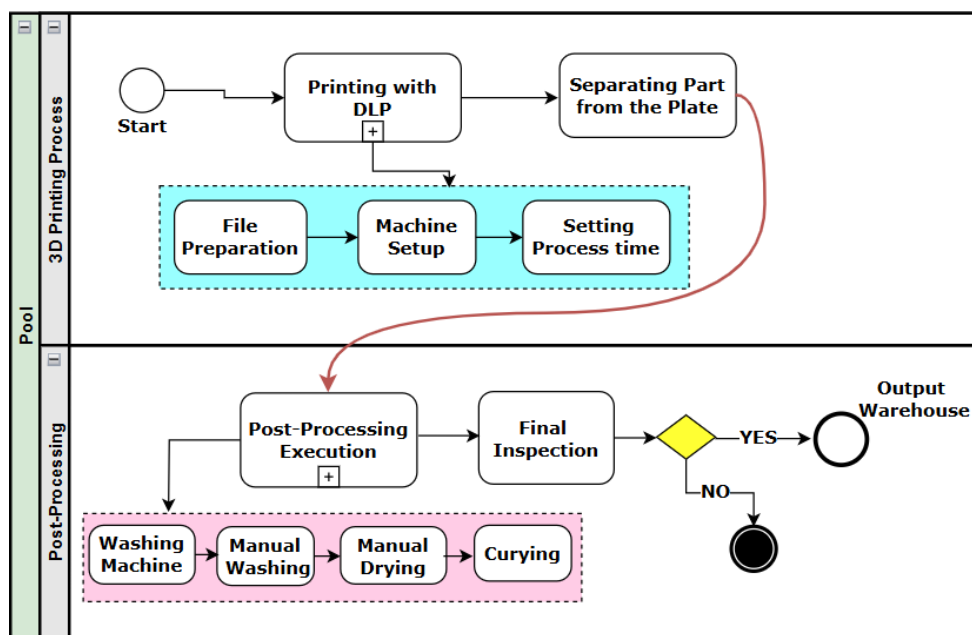 Pool
3D Printing Process
Start
Printing with
DLP
Separating Part
from the Plate
File
Preparation
Machine
Setup
Setting
Process time
Post-Processing
Post-Processing
Execution
Final
Inspection
YES
NO
Output
Warehouse
Washing
Machine
Manual
Washing
Manual
Drying
Curying